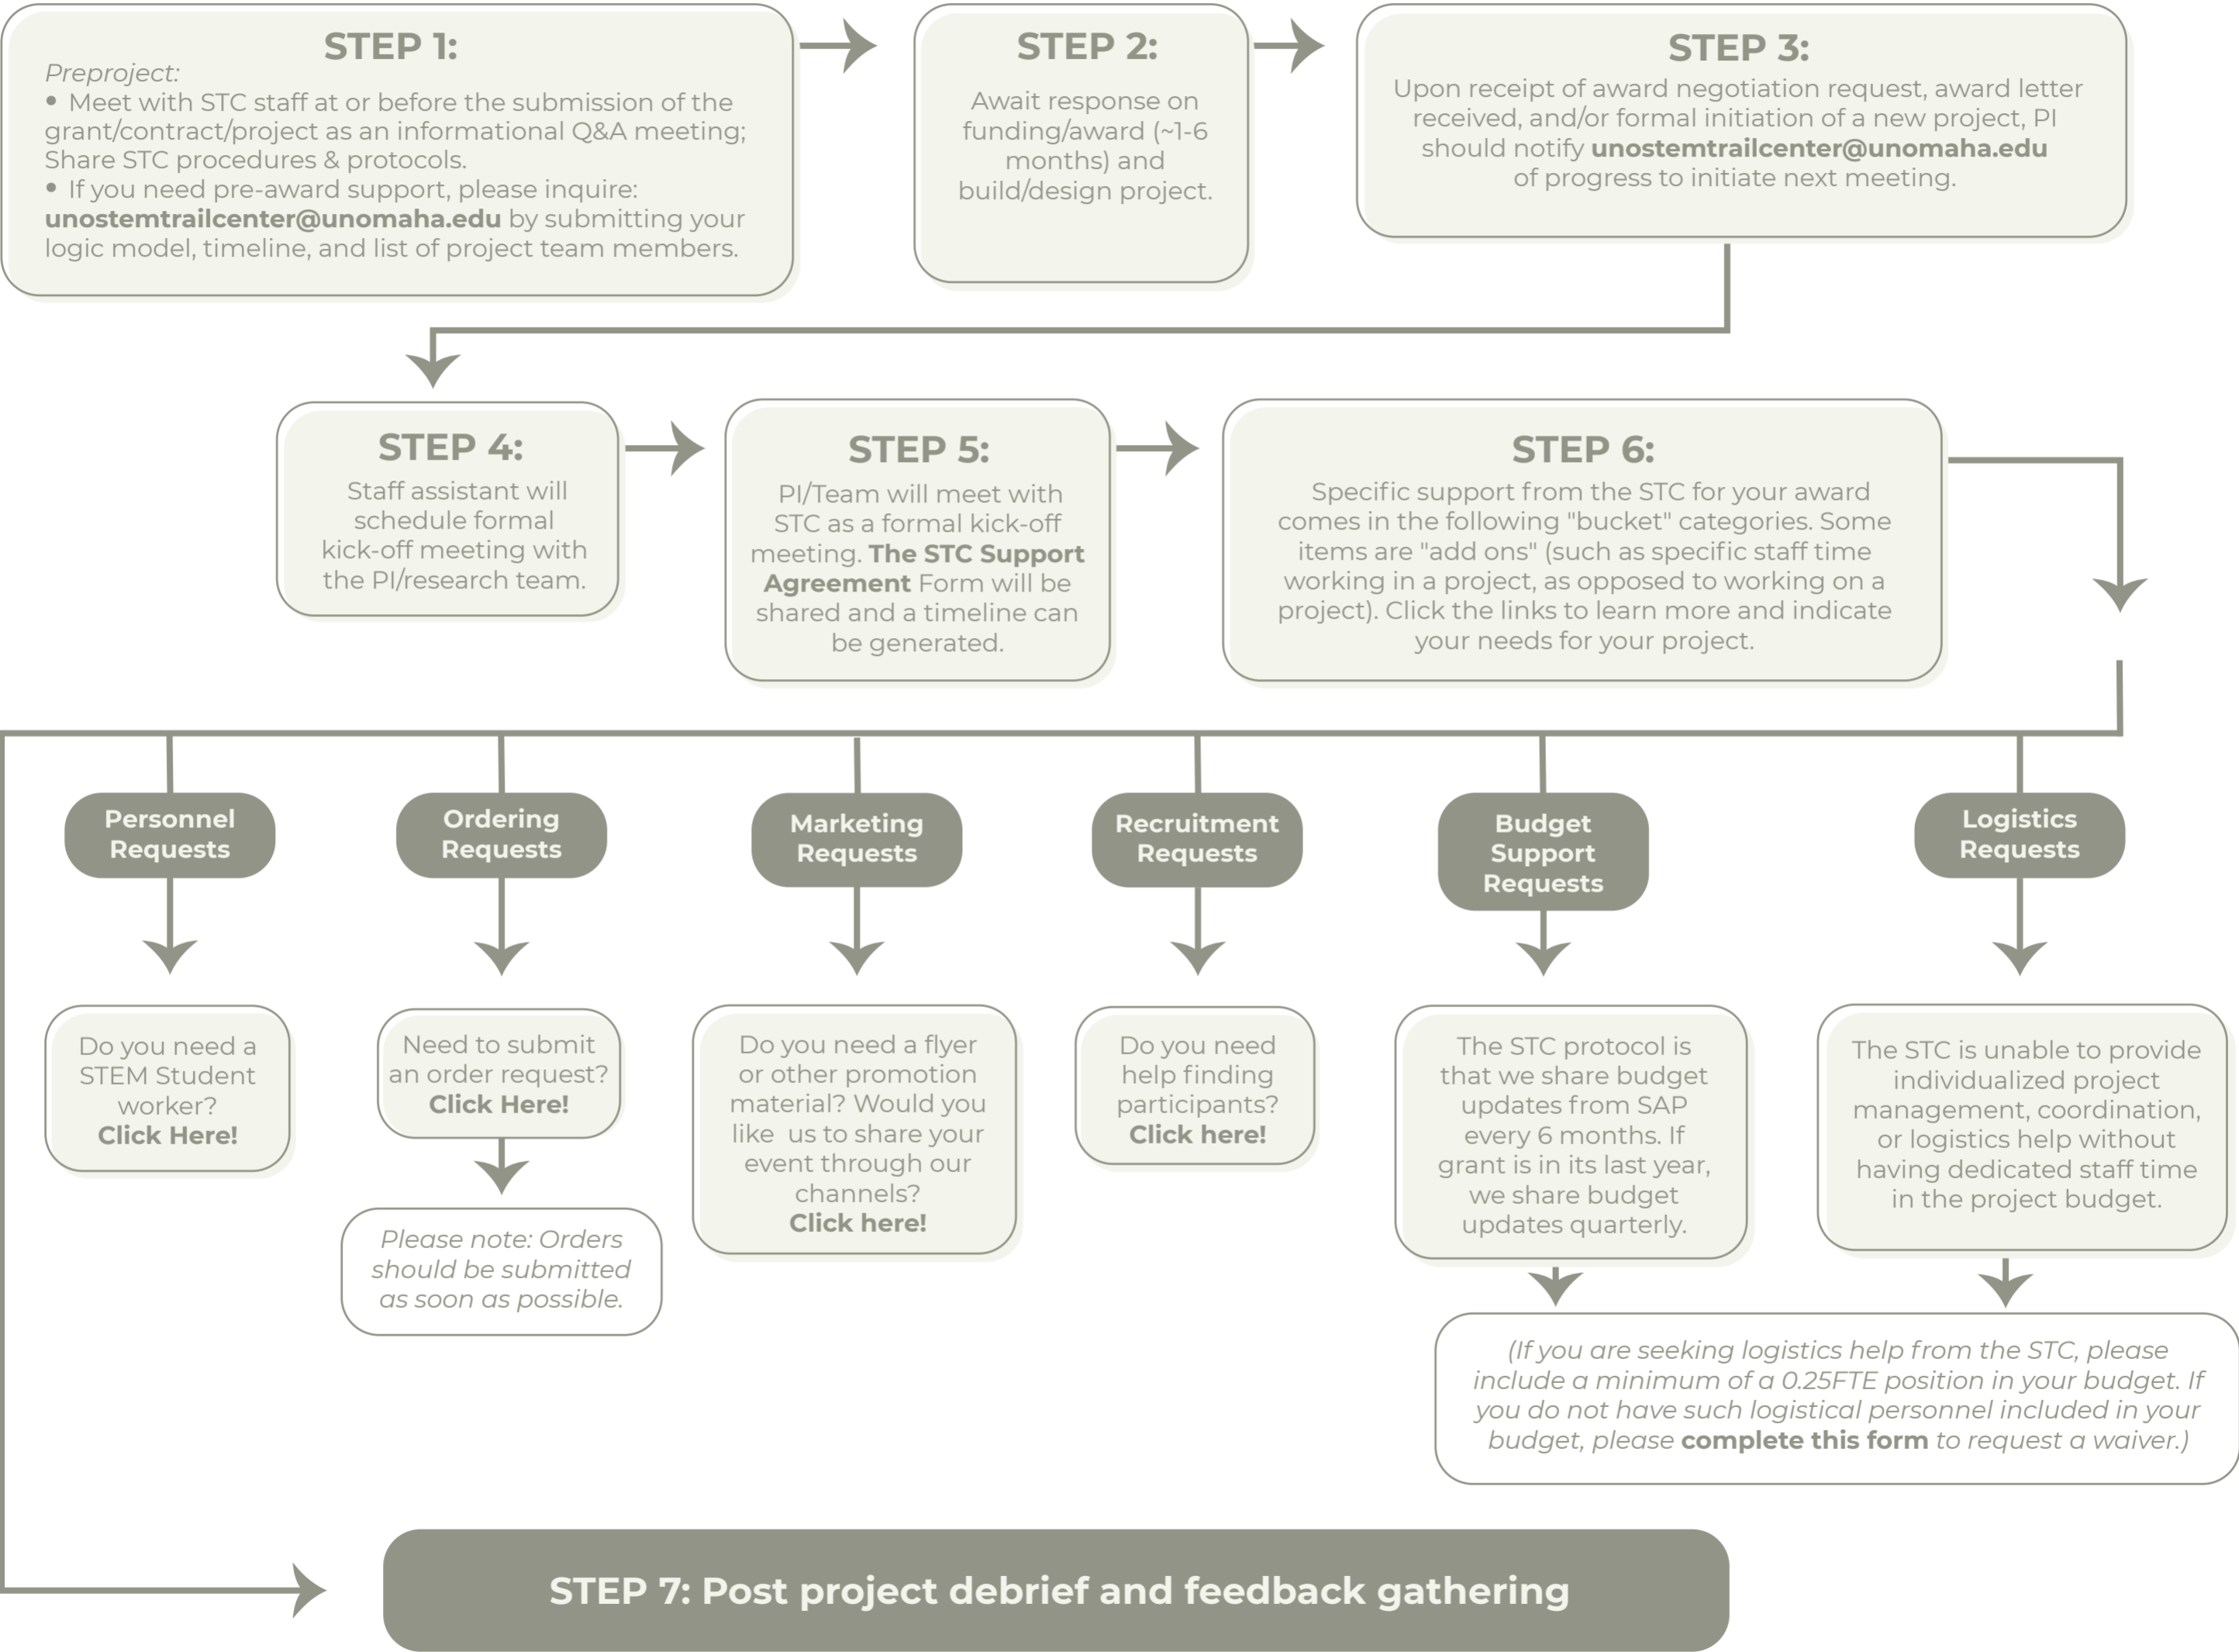 STEP 1:
Preproject:
• Meet with STC staff at or before the submission of the
grant/contract/project as an informational Q&A meeting;
Share STC procedures & protocols.
• If you need pre-award support, please inquire:
unostemtrailcenter@unomaha.edu by submitting your
logic model, timeline, and list of project team members.
STEP 2:
Await response on
funding/award (~1-6
months) and
build/design project.
STEP 3:
Upon receipt of award negotiation request, award letter
received, and/or formal initiation of a new project, PI
should notify unostemtrailcenter@unomaha.edu
of progress to initiate next meeting.
STEP 4:
Staff assistant will
schedule formal
kick-off meeting with
the PI/research team.
STEP 5:
PI/Team will meet with
STC as a formal kick-off
meeting. The STC Support
Agreement Form will be
shared and a timeline can
be generated.
STEP 6:
Specific support from the STC for your award
comes in the following "bucket" categories. Some
items are "add ons" (such as specific staff time
working in a project, as opposed to working on a
project). Click the links to learn more and indicate
your needs for your project.
Personnel
Requests
Do you need a
STEM Student
worker?
Click Here!
Ordering
Requests
Need to submit
an order request?
Click Here!
Please note: Orders
should be submitted
as soon as possible.
Marketing
Requests
Do you need a flyer
or other promotion
material? Would you
like us to share your
event through our
channels?
Click here!
Recruitment
Requests
Do you need
help finding
participants?
Click here!
Budget
Support
Requests
The STC protocol is
that we share budget
updates from SAP
every 6 months. If
grant is in its last year,
we share budget
updates quarterly.
Logistics
Requests
The STC is unable to provide
individualized project
management, coordination,
or logistics help without
having dedicated staff time
in the project budget.
(If you are seeking logistics help from the STC, please
include a minimum of a 0.25FTE position in your budget. If
you do not have such logistical personnel included in your
budget, please complete this form to request a waiver.)
STEP 7: Post project debrief and feedback gathering